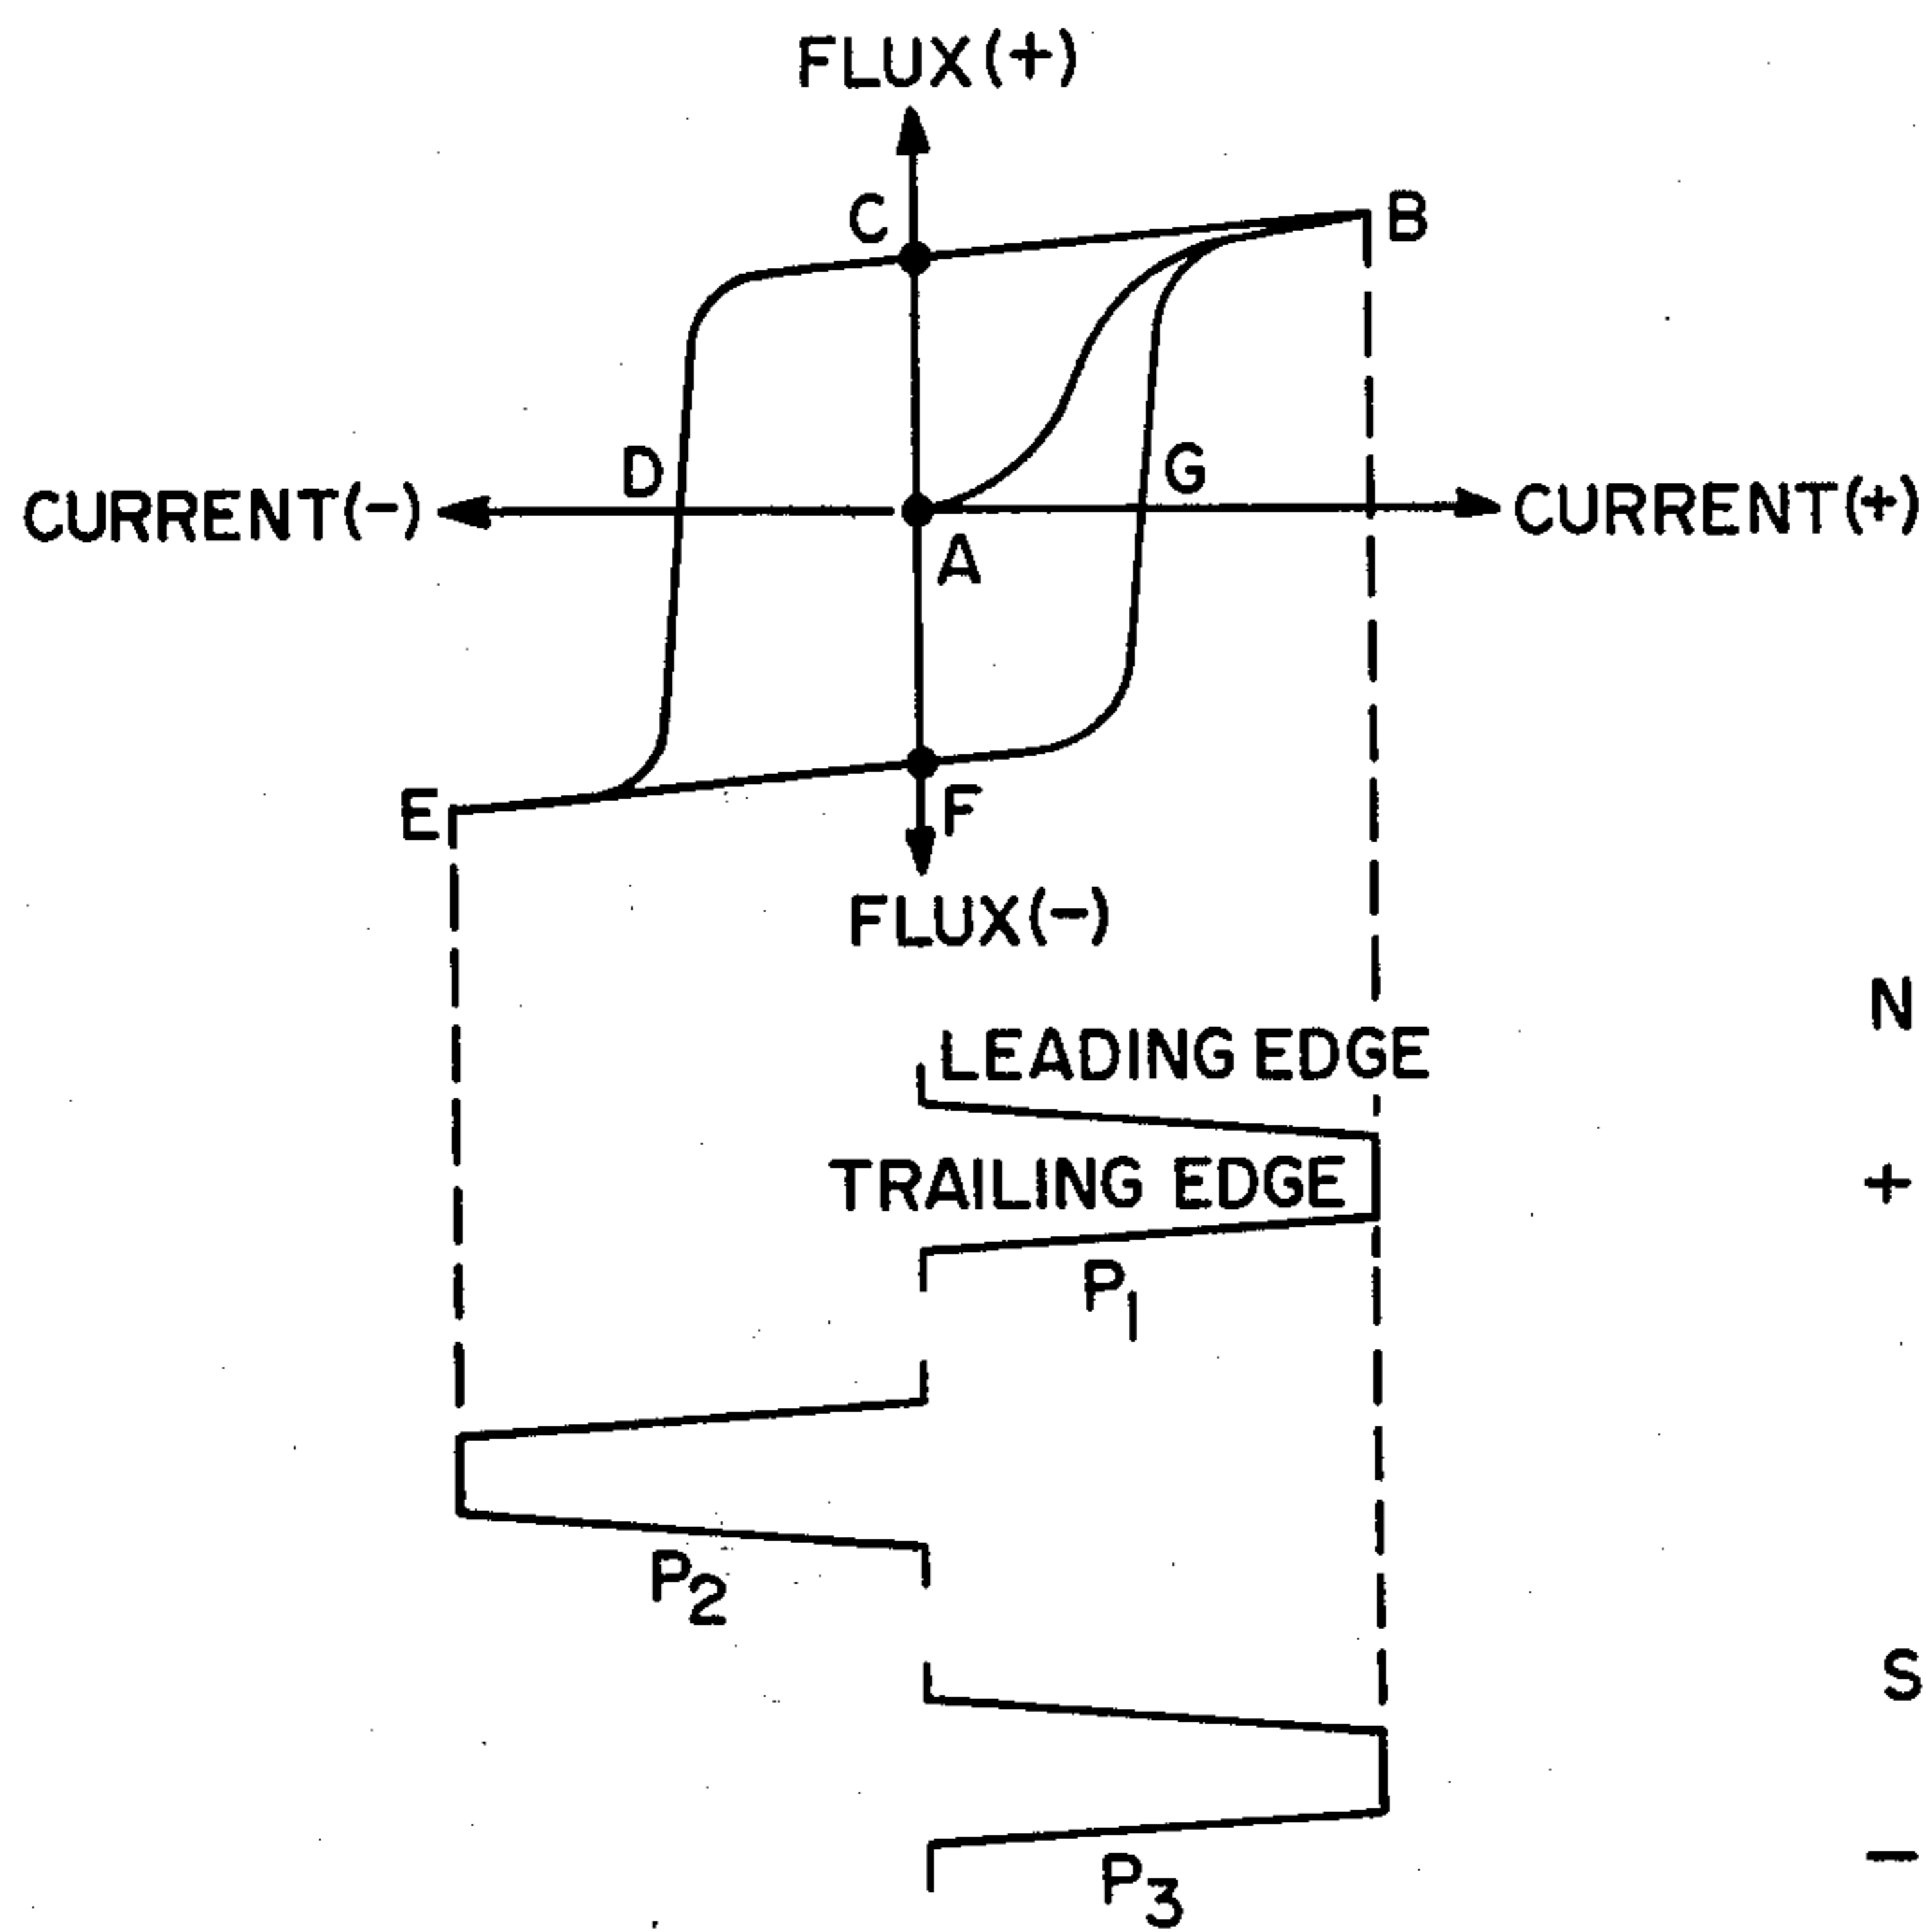 FLUX(+)
C
B
D
G
CURRENT(-)
CURRENT(+)
A
E
F
FLUX(-)
N
LEADING EDGE
TRAILING EDGE
+
P1
P2
S
P3
-